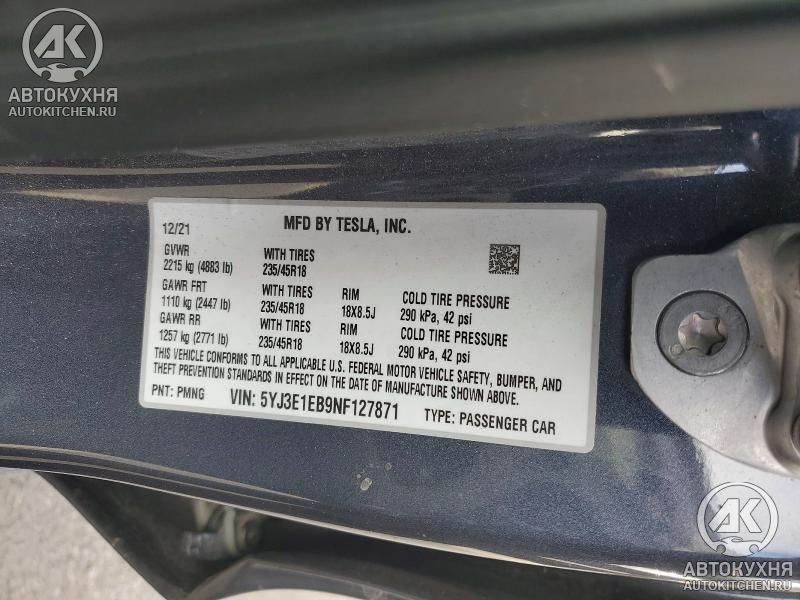 AK
АВТОКУХНЯ
AUTOKITCHEN.RU
12/21 MFD BY TESLA, INC.
GVWR WITH TIRES
2215 kg (4883 lb) 235/45R18
GAWR FRT WITH TIRES RIM COLD TIRE PRESSURE
1110 kg (2447 lb) 235/45R18 18X8.5J 290 kPa, 42 psi
GAWR RR WITH TIRES RIM COLD TIRE PRESSURE
1257 kg (2771 lb) 235/45R18 18X8.5J 290 kPa, 42 psi
THIS VEHICLE CONFORMS TO ALL APPLICABLE U.S. FEDERAL MOTOR VEHICLE SAFETY, BUMPER, AND
THEFT PREVENTION STANDARDS IN EFFECT ON THE DATE OF MANUFACTURE SHOWN ABOVE.
PNT: PMNG VIN: 5YJ3E1EB9NF127871 TYPE: PASSENGER CAR
AK
АВТОКУХНЯ
AUTOKITCHEN.RU